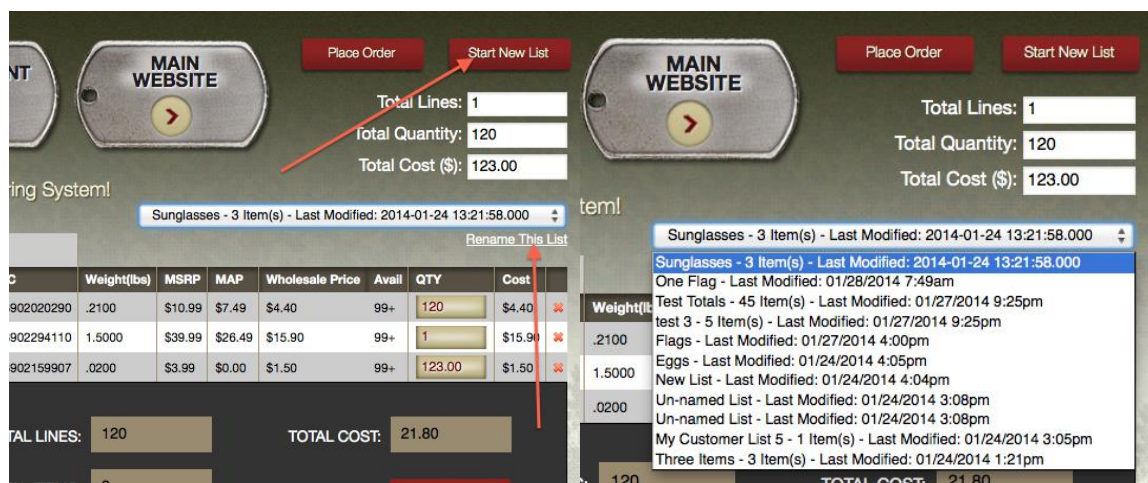 NT
MAIN
WEBSITE
Place Order
Start New List
Total Lines: 1
Total Quantity: 120
Total Cost ($): 123.00
ring System!
Sunglasses - 3 Item(s) - Last Modified: 2014-01-24 13:21:58.000
Rename This List
C Weight(lbs) MSRP MAP Wholesale Price Avail QTY Cost
902020290 .2100 $10.99 $7.49 $4.40 99+ 120 $4.40
902294110 1.5000 $39.99 $26.49 $15.90 99+ 1 $15.90
902159907 .0200 $3.99 $0.00 $1.50 99+ 123.00 $1.50
TAL LINES: 120
TOTAL COST: 21.80
MAIN
WEBSITE
Place Order
Start New List
Total Lines: 1
Total Quantity: 120
Total Cost ($): 123.00
tem!
Sunglasses - 3 Item(s) - Last Modified: 2014-01-24 13:21:58.000
Sunglasses - 3 Item(s) - Last Modified: 2014-01-24 13:21:58.000
One Flag - Last Modified: 01/28/2014 7:49am
Test Totals - 45 Item(s) - Last Modified: 01/27/2014 9:25pm
test 3 - 5 Item(s) - Last Modified: 01/27/2014 9:25pm
Flags - Last Modified: 01/27/2014 4:00pm
Eggs - Last Modified: 01/24/2014 4:05pm
New List - Last Modified: 01/24/2014 4:04pm
Un-named List - Last Modified: 01/24/2014 3:08pm
Un-named List - Last Modified: 01/24/2014 3:08pm
My Customer List 5 - 1 Item(s) - Last Modified: 01/24/2014 3:05pm
Three Items - 3 Item(s) - Last Modified: 01/24/2014 1:21pm
Weight(lb
.2100
1.5000
.0200
120
TOTAL COST: 21.80